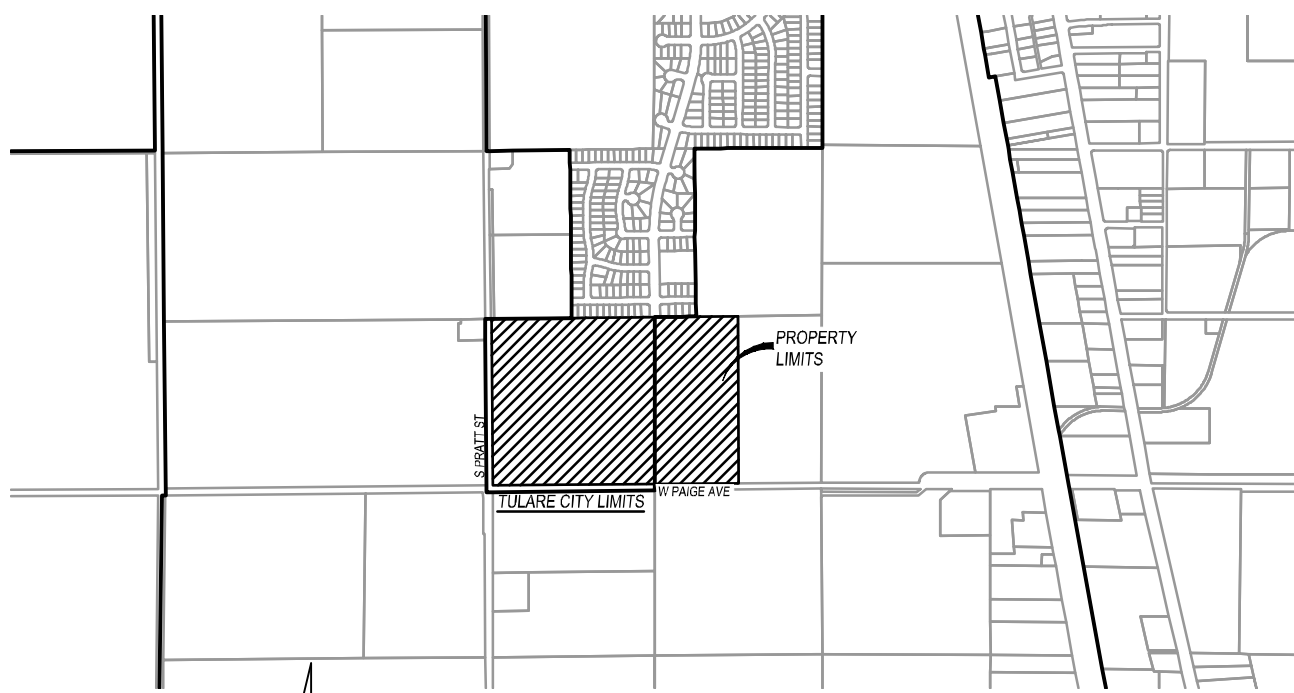 PROPERTY
LIMITS
S PRATT ST
TULARE CITY LIMITS
W PAIGE AVE